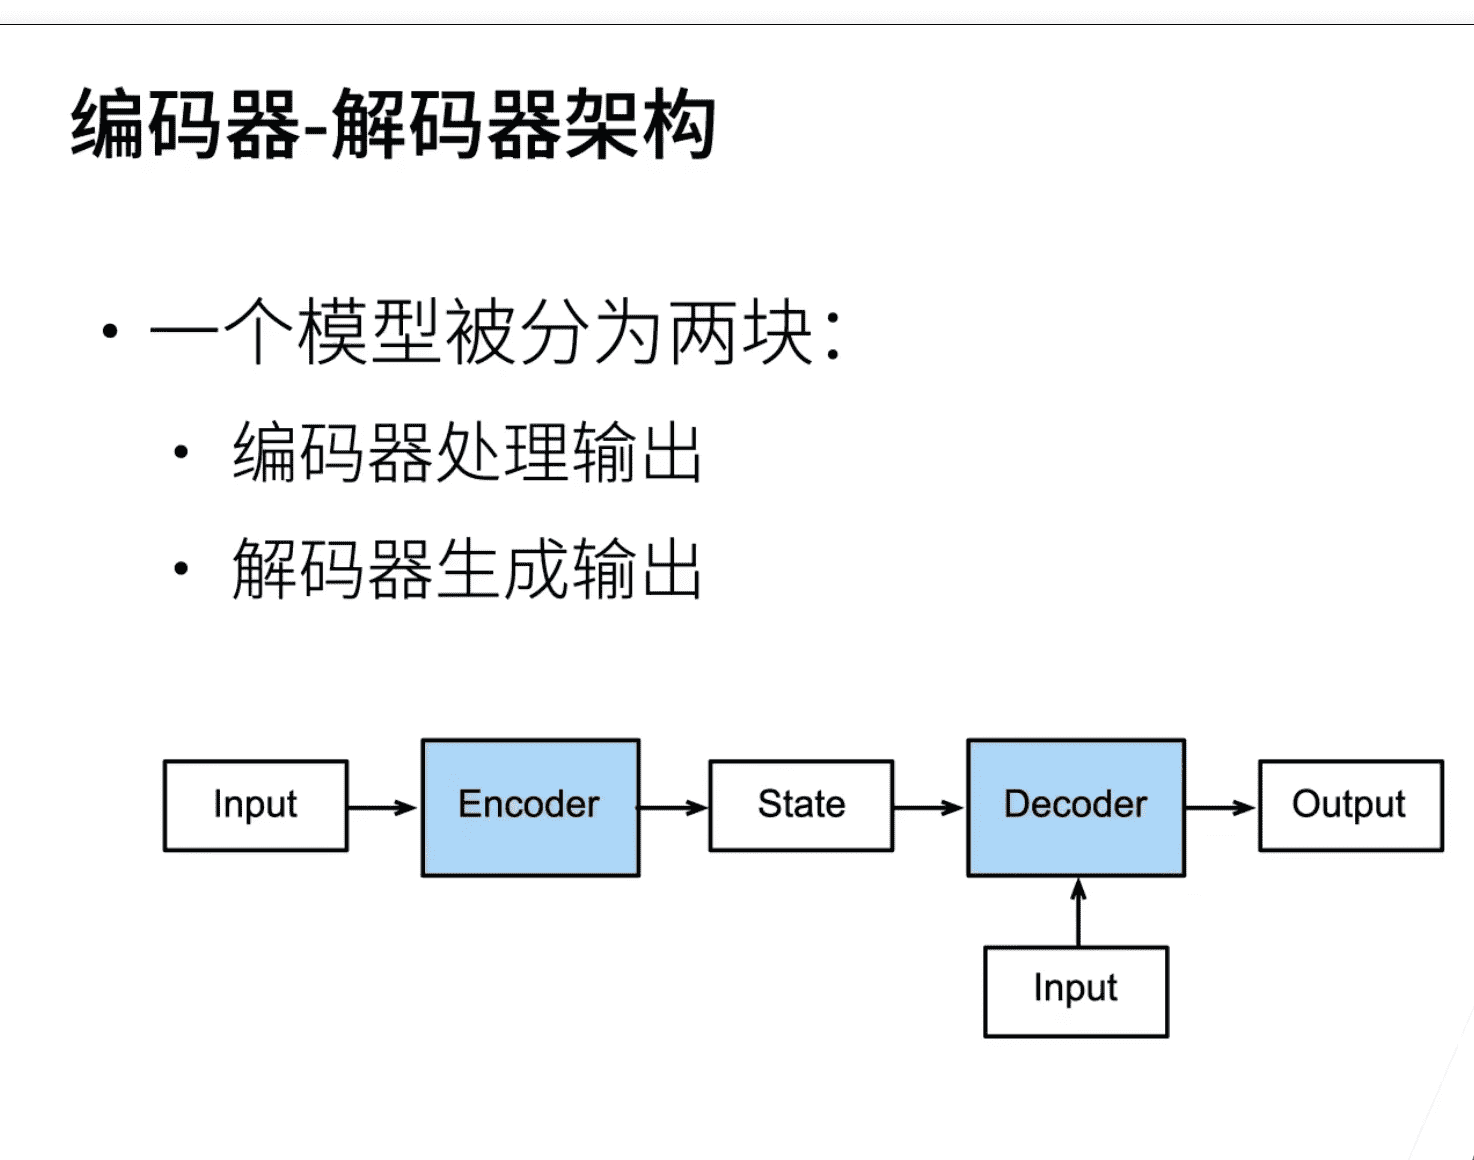 编码器-解码器架构
• 一个模型被分为两块：
• 编码器处理输出
• 解码器生成输出
Input
Encoder
State
Decoder
Output
Input